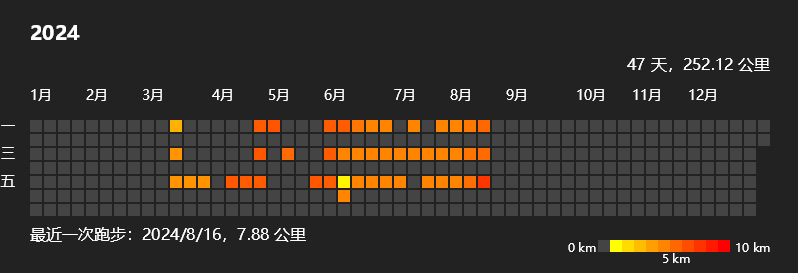 2024
47 天，252.12 公里
1月 2月 3月 4月 5月 6月 7月 8月 9月 10月 11月 12月
一
三
五
最近一次跑步：2024/8/16，7.88 公里
0 km 10 km
5 km